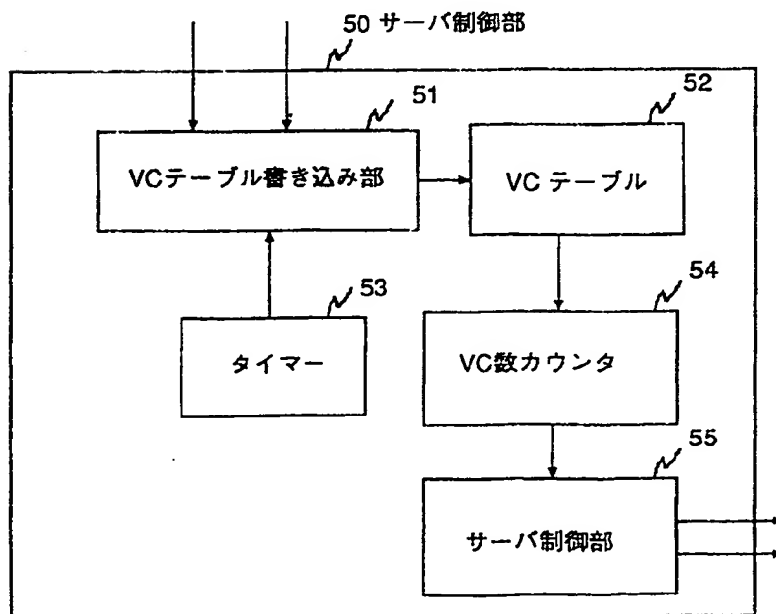 50 サーバ制御部
51
VCテーブル書き込み部
52
VC テーブル
53
タイマー
54
VC数カウンタ
55
サーバ制御部